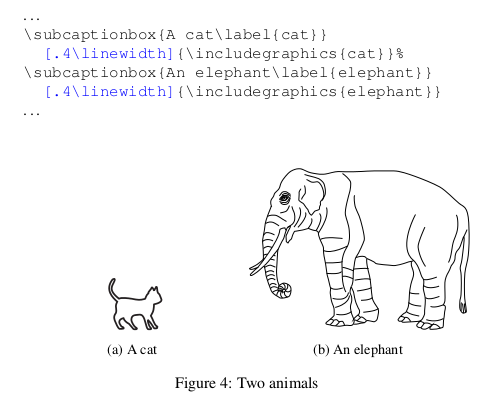 ...
\subcaptionbox{A cat\label{cat}}
[.4\linewidth]{\includegraphics{cat}}%
\subcaptionbox{An elephant\label{elephant}}
[.4\linewidth]{\includegraphics{elephant}}
...
(a) A cat
(b) An elephant
Figure 4: Two animals